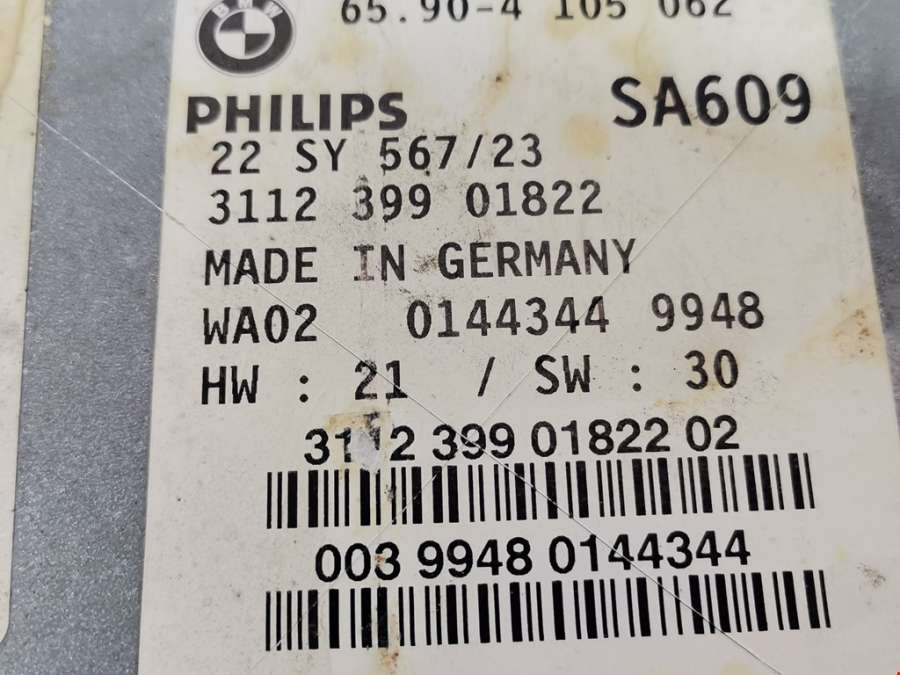 BMW
65.90-4 105 062
PHILIPS SA609
22 SY 567/23
3112 399 01822
MADE IN GERMANY
WA02 0144344 9948
HW : 21 / SW : 30
3112 399 01822 02
003 9948 0144344